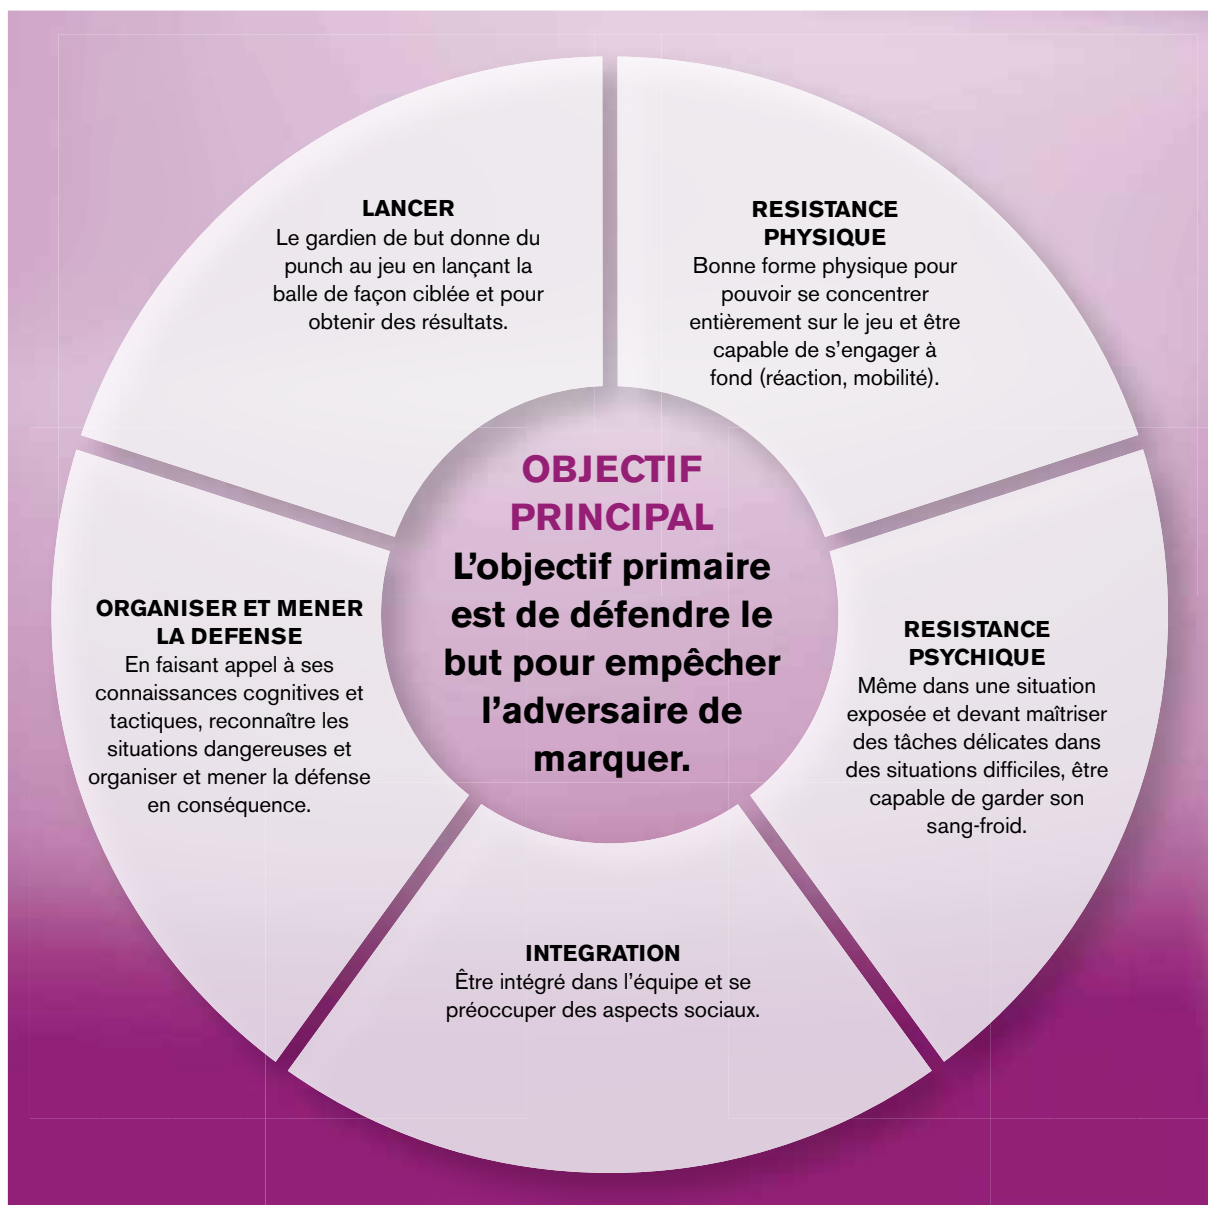 LANCER
Le gardien de but donne du
punch au jeu en lançant la
balle de façon ciblée et pour
obtenir des résultats.
RESISTANCE
PHYSIQUE
Bonne forme physique pour
pouvoir se concentrer
entièrement sur le jeu et être
capable de s’engager à
fond (réaction, mobilité).
OBJECTIF
PRINCIPAL
L’objectif primaire
est de défendre le
but pour empêcher
l’adversaire de
marquer.
ORGANISER ET MENER
LA DEFENSE
En faisant appel à ses
connaissances cognitives et
tactiques, reconnaître les
situations dangereuses et
organiser et mener la défense
en conséquence.
RESISTANCE
PSYCHIQUE
Même dans une situation
exposée et devant maîtriser
des tâches délicates dans
des situations difficiles, être
capable de garder son
sang-froid.
INTEGRATION
Être intégré dans l’équipe et se
préoccuper des aspects sociaux.